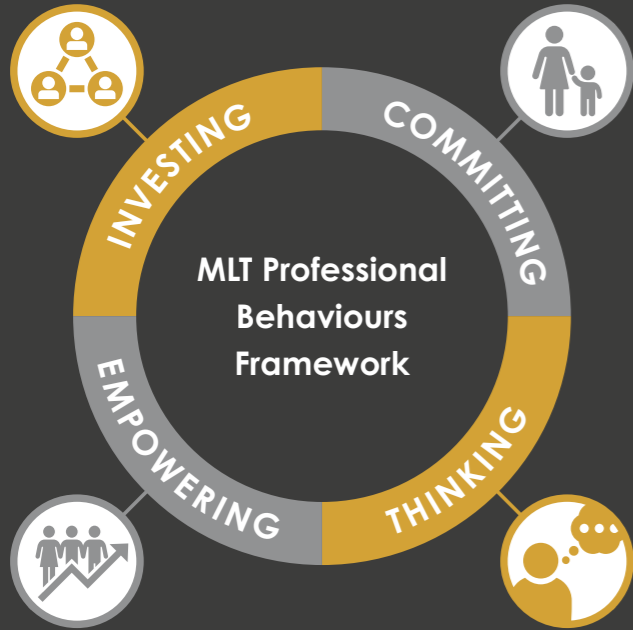 INVESTING
COMMITTING
MLT Professional
Behaviours
Framework
EMPOWERING
THINKING